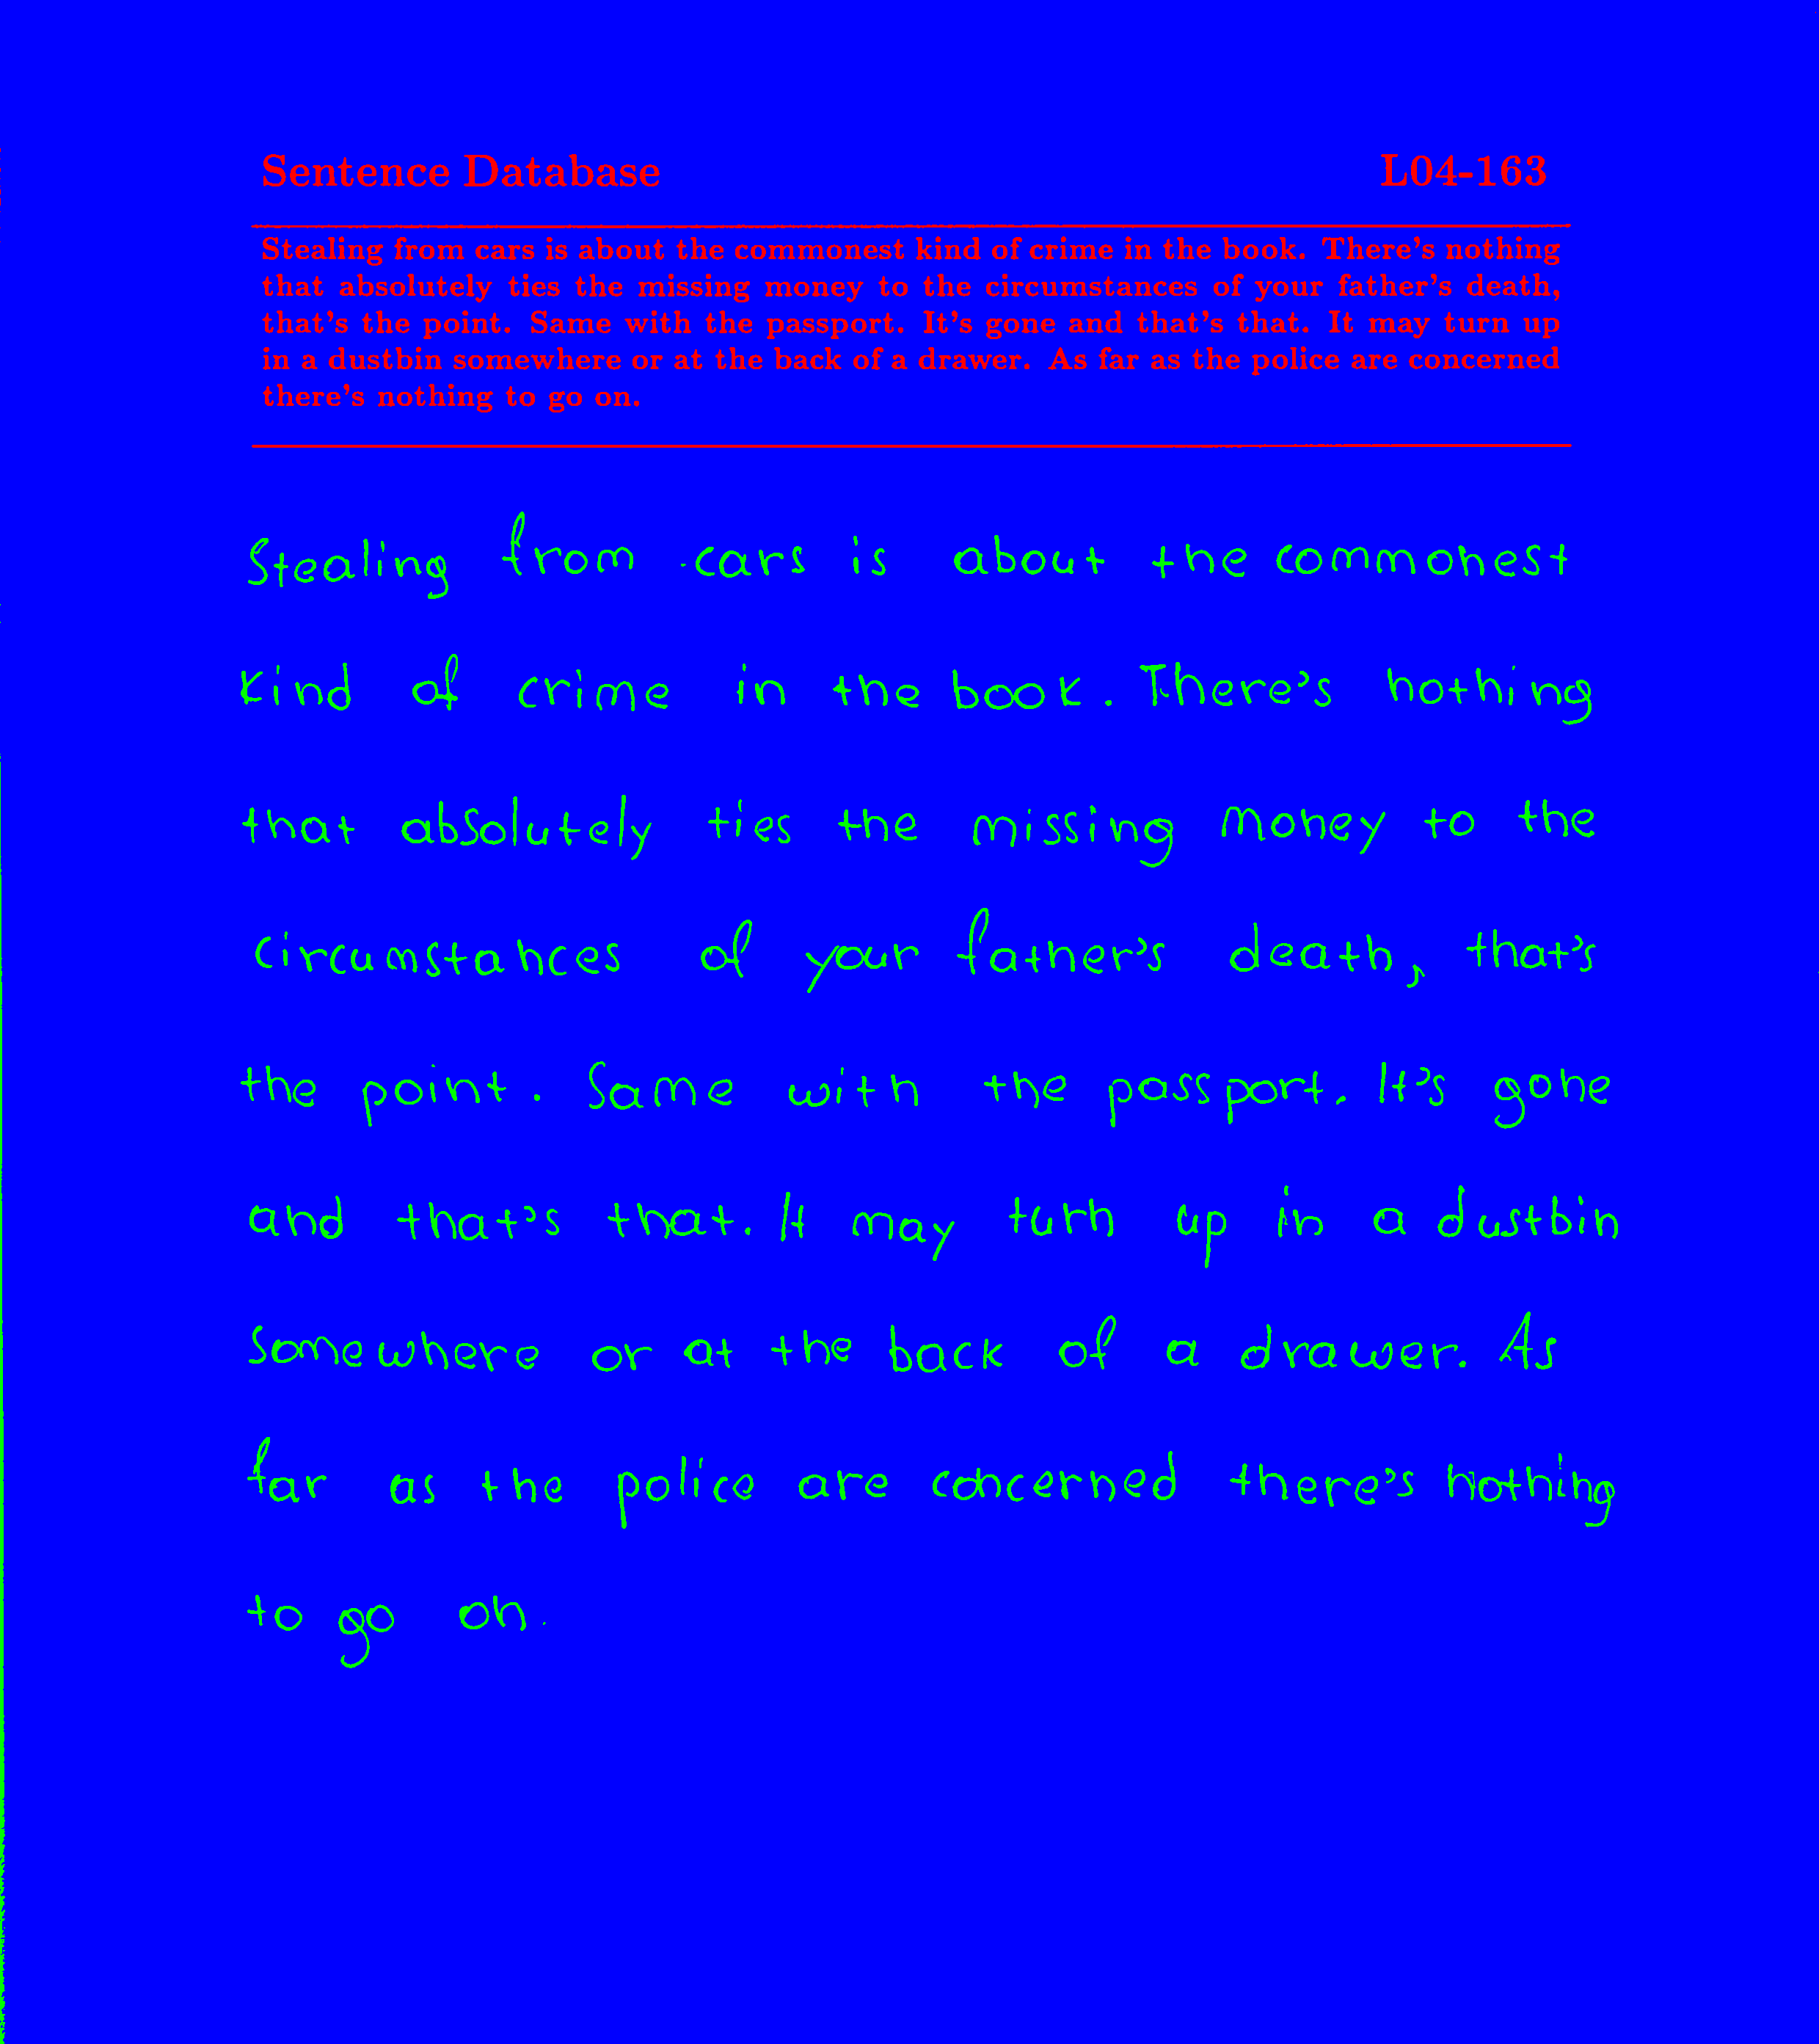 Sentence Database L04-163
Stealing from cars is about the commonest kind of crime in the book. There's nothing
that absolutely ties the missing money to the circumstances of your father's death,
that's the point. Same with the passport. It's gone and that's that. It may turn up
in a dustbin somewhere or at the back of a drawer. As far as the police are concerned
there's nothing to go on.
Stealing from cars is about the commonest
kind of crime in the book. There's nothing
that absolutely ties the missing money to the
circumstances of your father's death, that's
the point. Same with the passport. It's gone
and that's that. It may turn up in a dustbin
somewhere or at the back of a drawer. As
far as the police are concerned there's nothing
to go on.